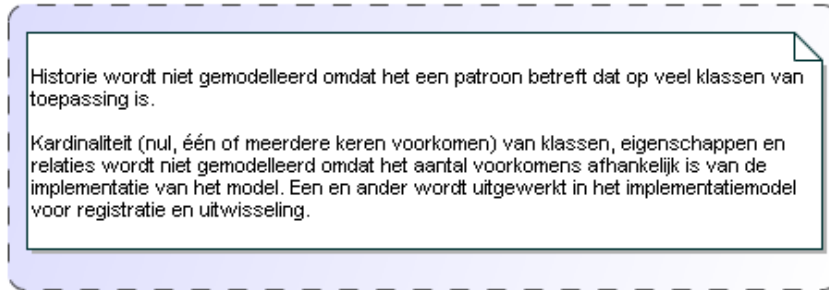 Historie wordt niet gemodelleerd omdat het een patroon betreft dat op veel klassen van
toepassing is.
Kardinaliteit (nul, één of meerdere keren voorkomen) van klassen, eigenschappen en
relaties wordt niet gemodelleerd omdat het aantal voorkomens afhankelijk is van de
implementatie van het model. Een en ander wordt uitgewerkt in het implementatiemodel
voor registratie en uitwisseling.